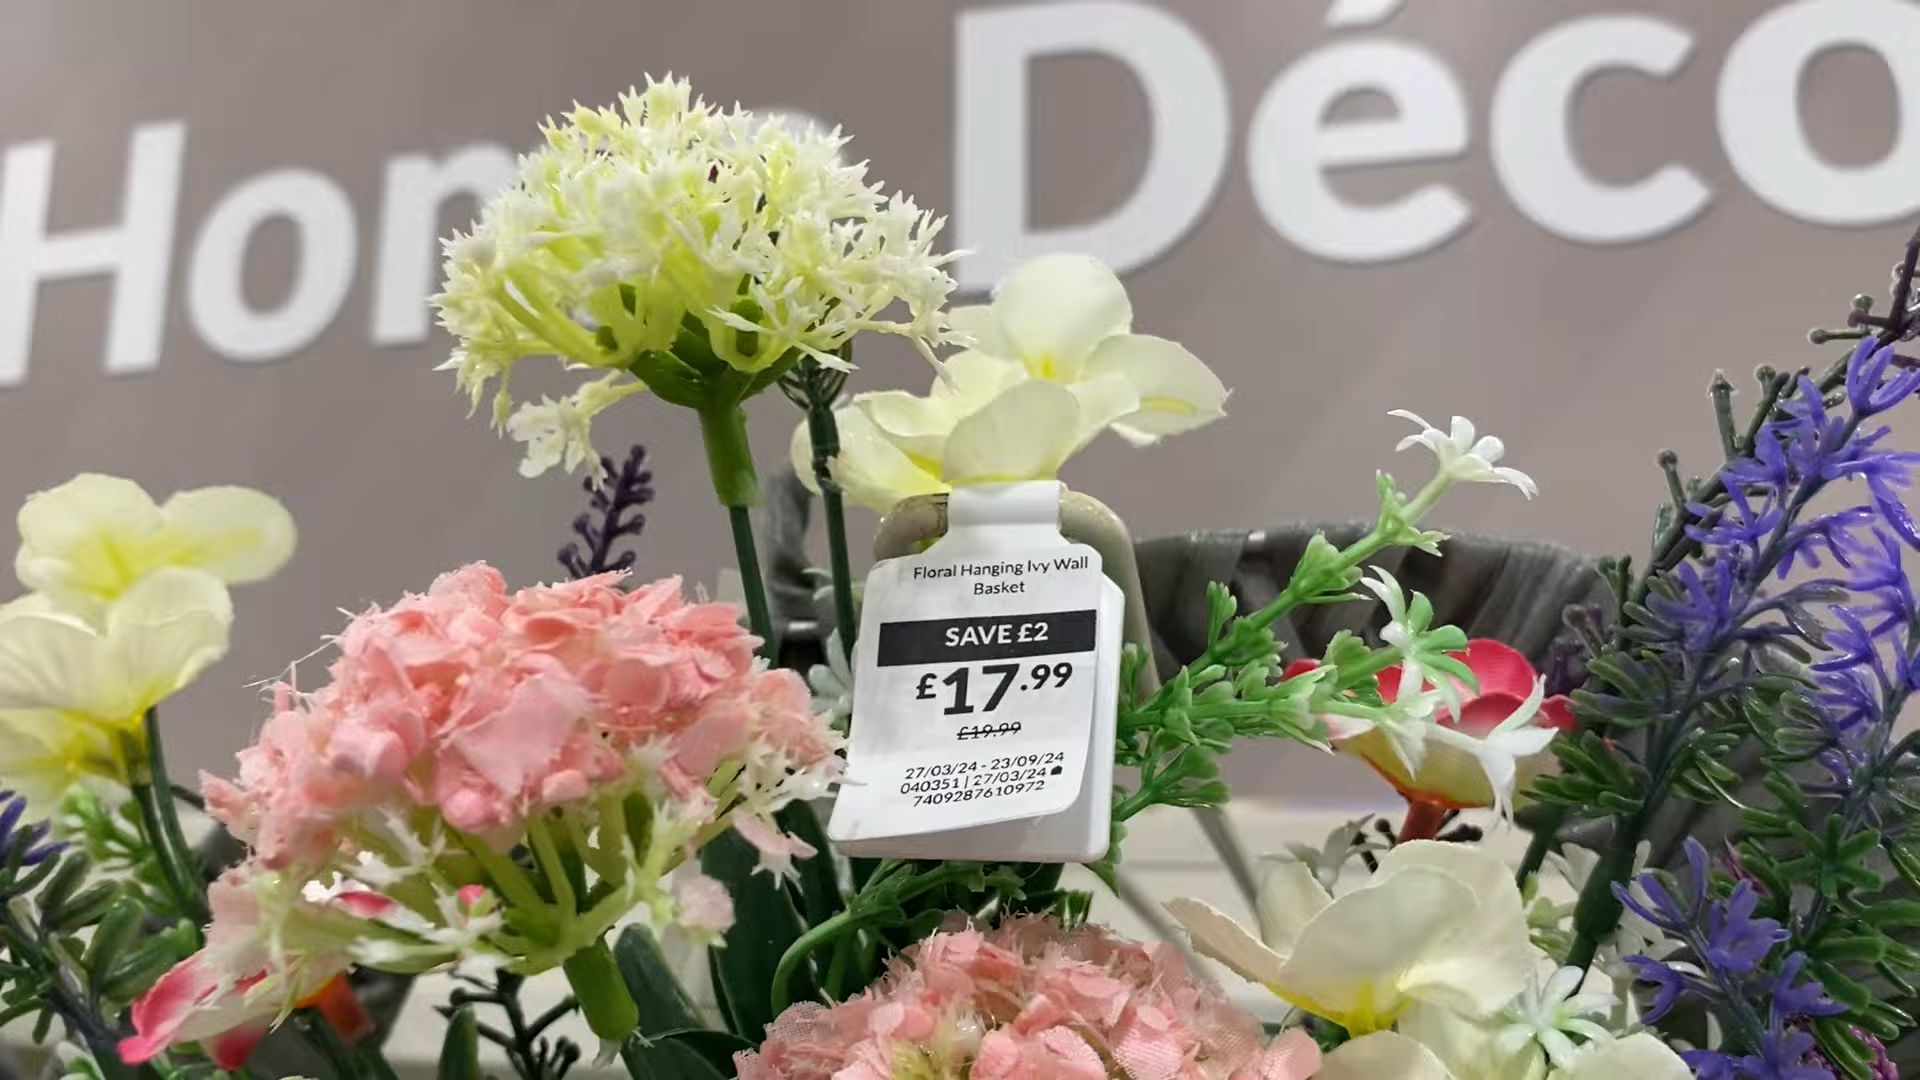 Home Déco
Floral Hanging Ivy Wall
Basket
SAVE £2
£17.99
£19.99
27/03/24 - 23/09/24
040351 | 27/03/24
7409287610972